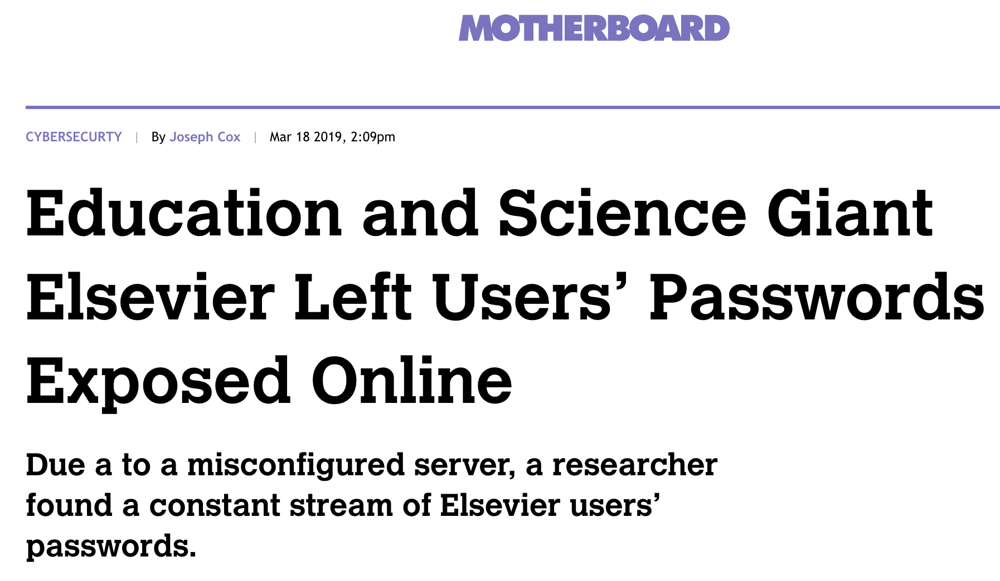 MOTHERBOARD
CYBERSECURTY | By Joseph Cox | Mar 18 2019, 2:09pm
Education and Science Giant
Elsevier Left Users’ Passwords
Exposed Online
Due a to a misconfigured server, a researcher
found a constant stream of Elsevier users’
passwords.